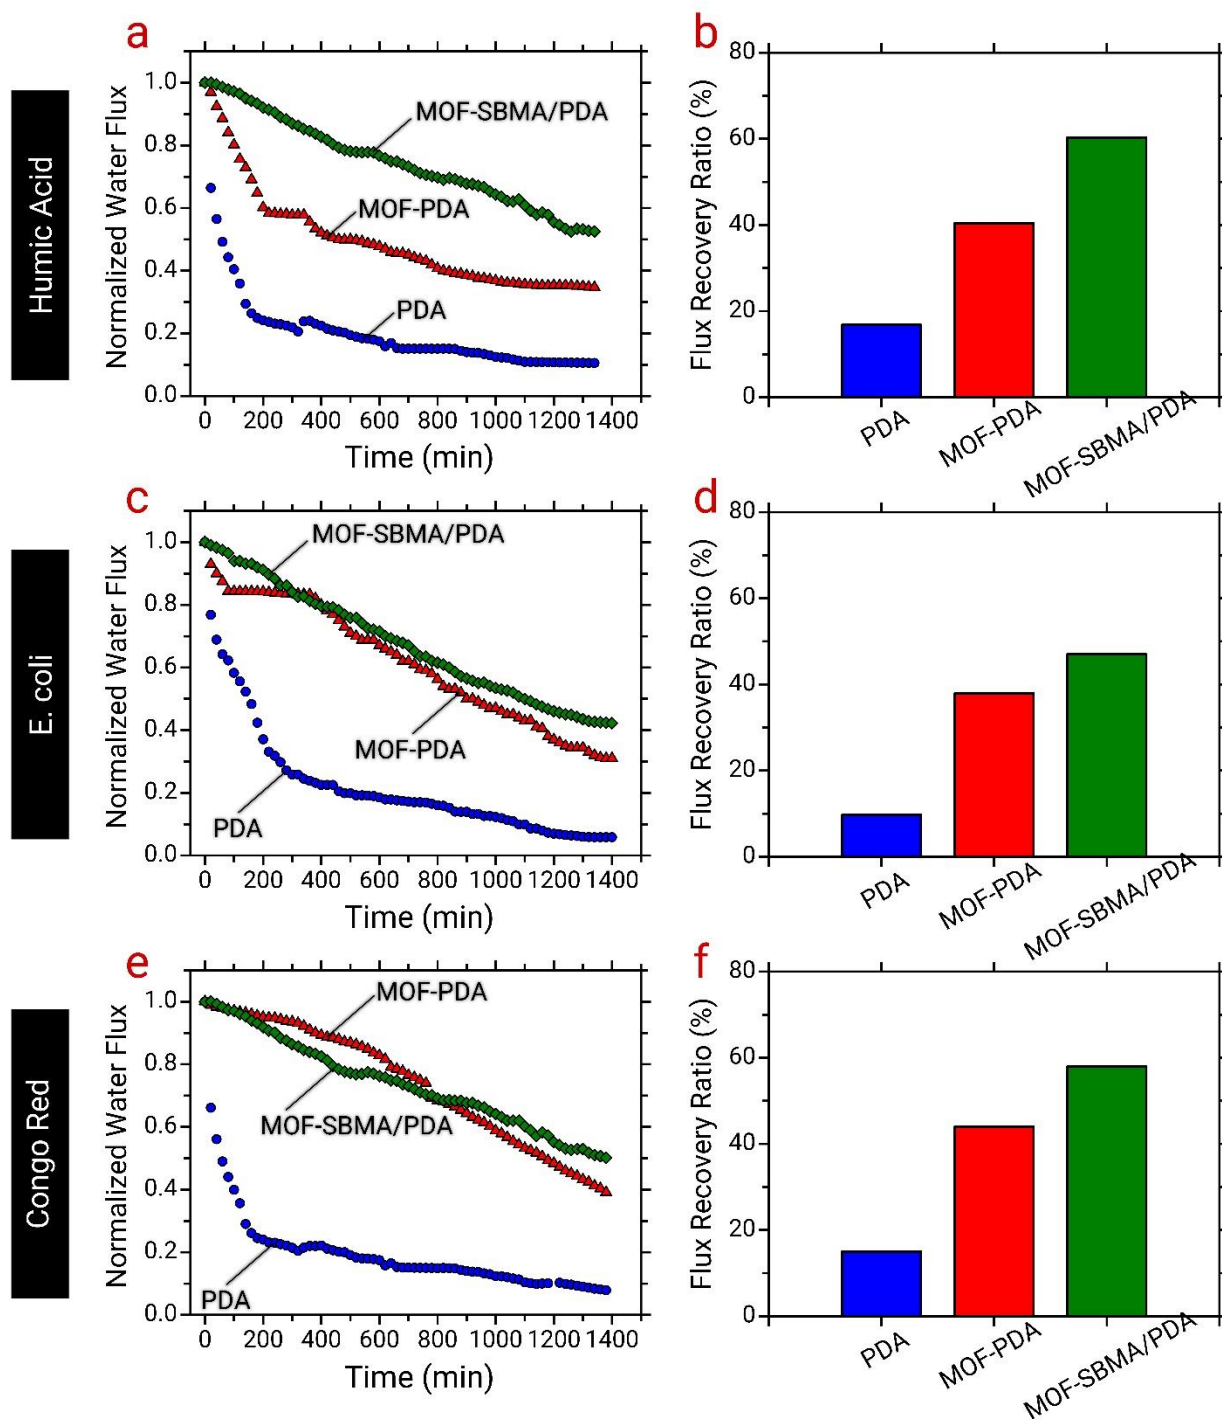 a
Humic Acid
Normalized Water Flux
1.0
0.8
0.6
0.4
0.2
0.0
MOF-SBMA/PDA
MOF-PDA
PDA
0 200 400 600 800 1000 1200 1400
Time (min)
b
Flux Recovery Ratio (%)
80
60
40
20
0
PDA
MOF-PDA
MOF-SBMA/PDA
c
E. coli
Normalized Water Flux
1.0
0.8
0.6
0.4
0.2
0.0
MOF-SBMA/PDA
MOF-PDA
PDA
0 200 400 600 800 1000 1200 1400
Time (min)
d
Flux Recovery Ratio (%)
80
60
40
20
0
PDA
MOF-PDA
MOF-SBMA/PDA
e
Congo Red
Normalized Water Flux
1.0
0.8
0.6
0.4
0.2
0.0
MOF-PDA
MOF-SBMA/PDA
PDA
0 200 400 600 800 1000 1200 1400
Time (min)
f
Flux Recovery Ratio (%)
80
60
40
20
0
PDA
MOF-PDA
MOF-SBMA/PDA